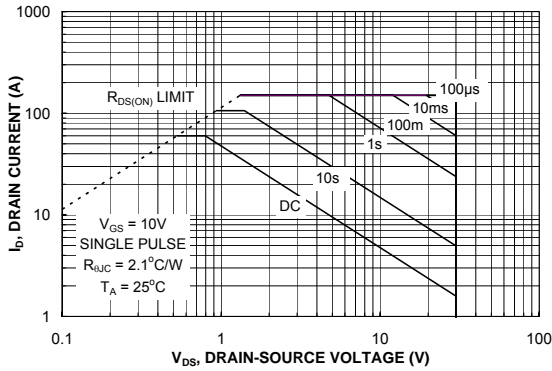 1000
100
10
1
I_D, DRAIN CURRENT (A)
R_DS(ON) LIMIT
100µs
10ms
100m
1s
10s
DC
V_GS = 10V
SINGLE PULSE
R_θJC = 2.1°C/W
T_A = 25°C
0.1 1 10 100
V_DS, DRAIN-SOURCE VOLTAGE (V)